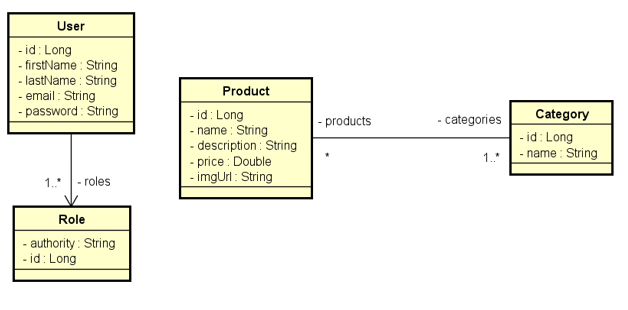 User
- id : Long
- firstName : String
- lastName : String
- email : String
- password : String
1..*
- roles
Role
- authority : String
- id : Long
Product
- id : Long
- name : String
- description : String
- price : Double
- imgUrl : String
- products
*
- categories
1..*
Category
- id : Long
- name : String